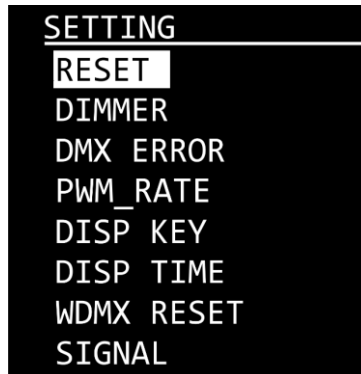 SETTING
RESET
DIMMER
DMX ERROR
PWM_RATE
DISP KEY
DISP TIME
WDMX RESET
SIGNAL